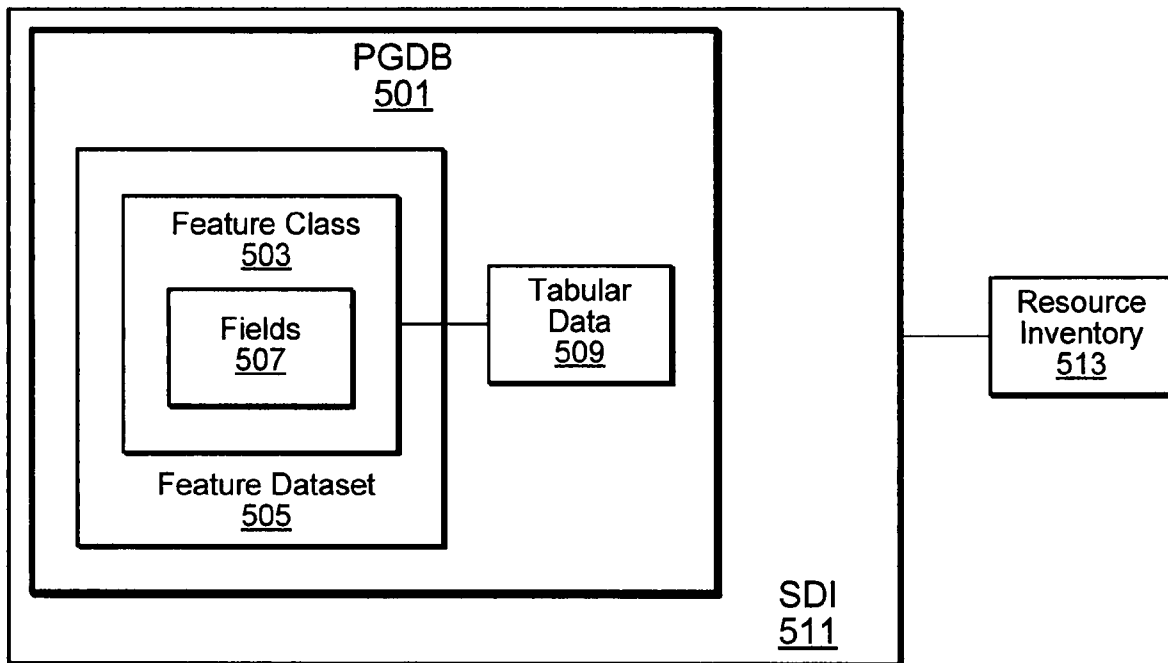 PGDB
501
Feature Class
503
Fields
507
Tabular
Data
509
Feature Dataset
505
Resource
Inventory
513
SDI
511